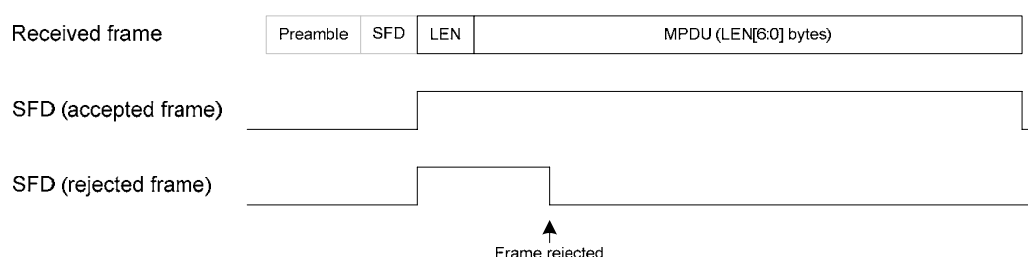 Received frame
Preamble SFD LEN MPDU (LEN[6:0] bytes)
SFD (accepted frame)
SFD (rejected frame)
Frame rejected